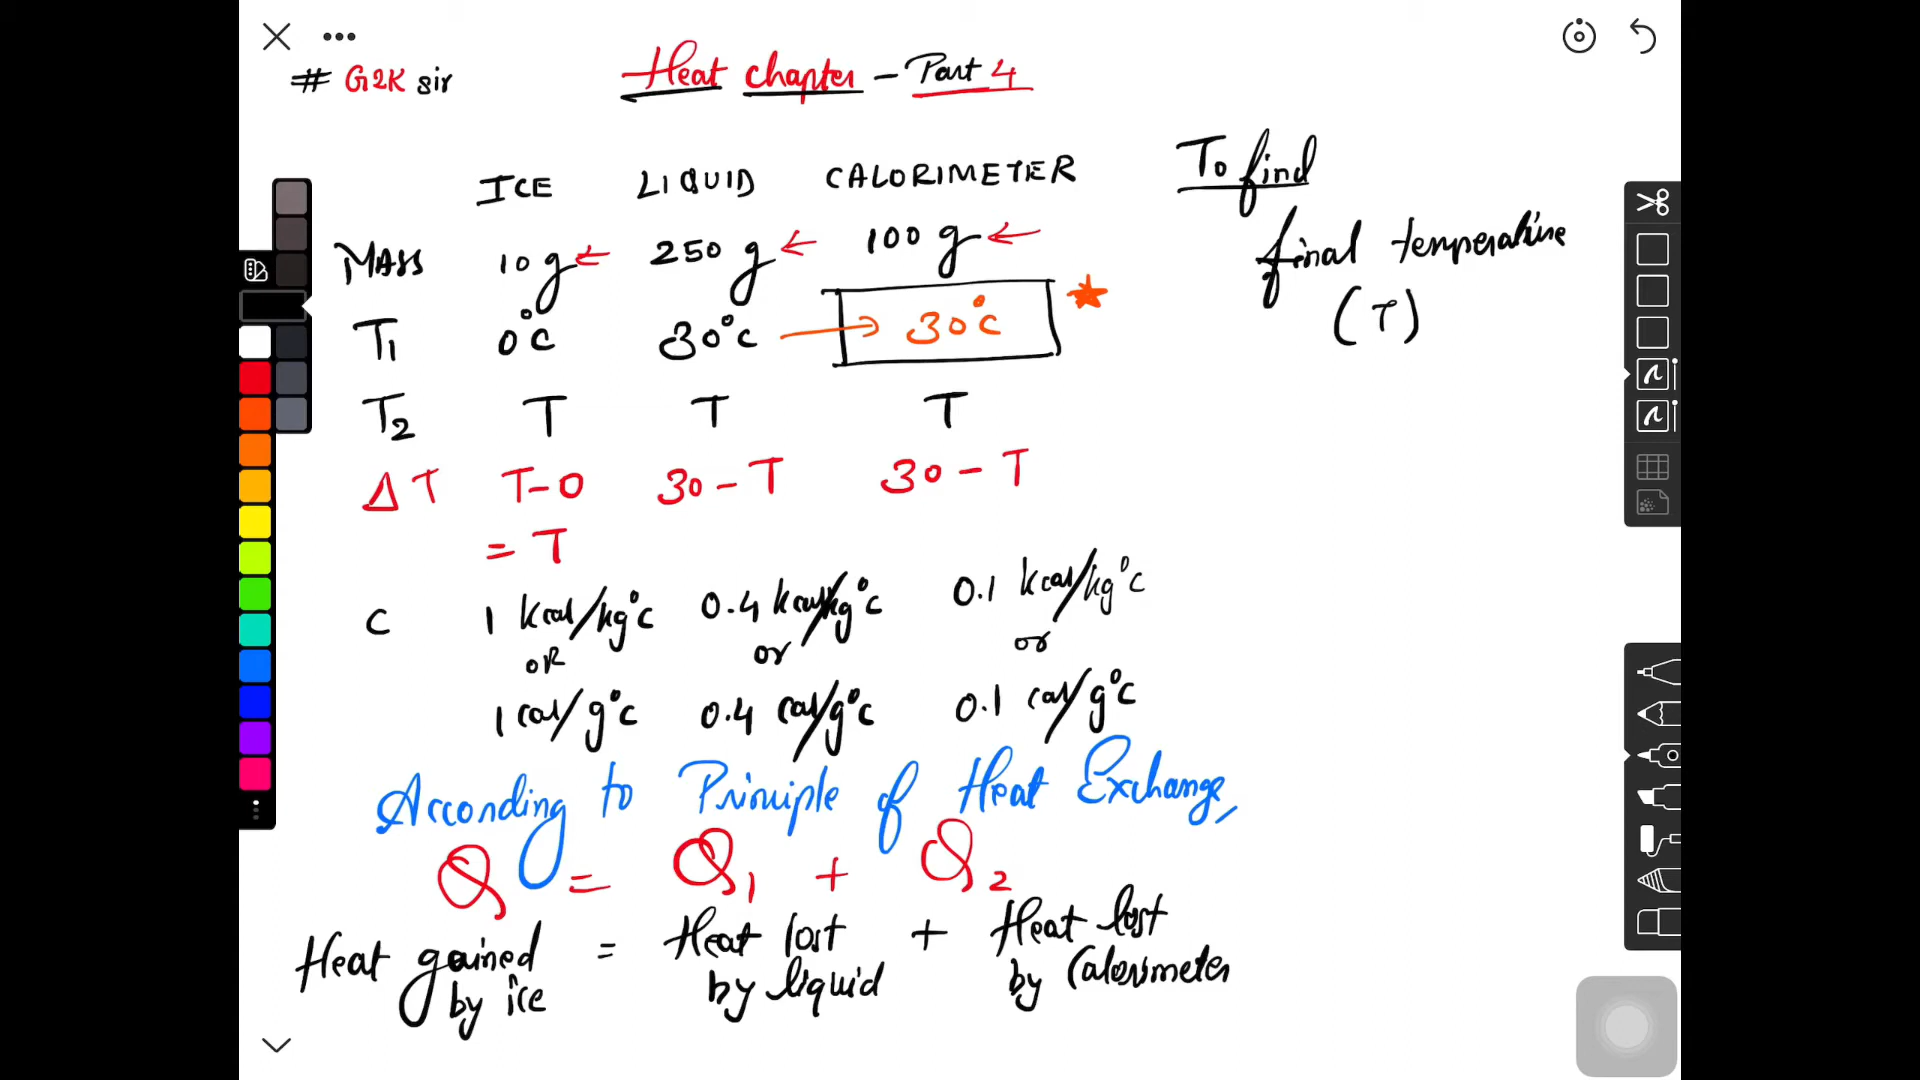 # G2K sir
Heat chapter - Part 4
ICE LIQUID CALORIMETER
To find
final temperature
(T)
MASS 10g 250 g 100 g
T1 0°C 30°C 30°C
T2 T T T
ΔT T-0 30-T 30-T
= T
C 1 kcal/kg°C 0.4 kcal/kg°C 0.1 kcal/kg°C
OR or or
1 cal/g°C 0.4 cal/g°C 0.1 cal/g°C
According to Principle of Heat Exchange,
Q = Q1 + Q2
Heat gained by ice = Heat lost by liquid + Heat lost by Calorimeter